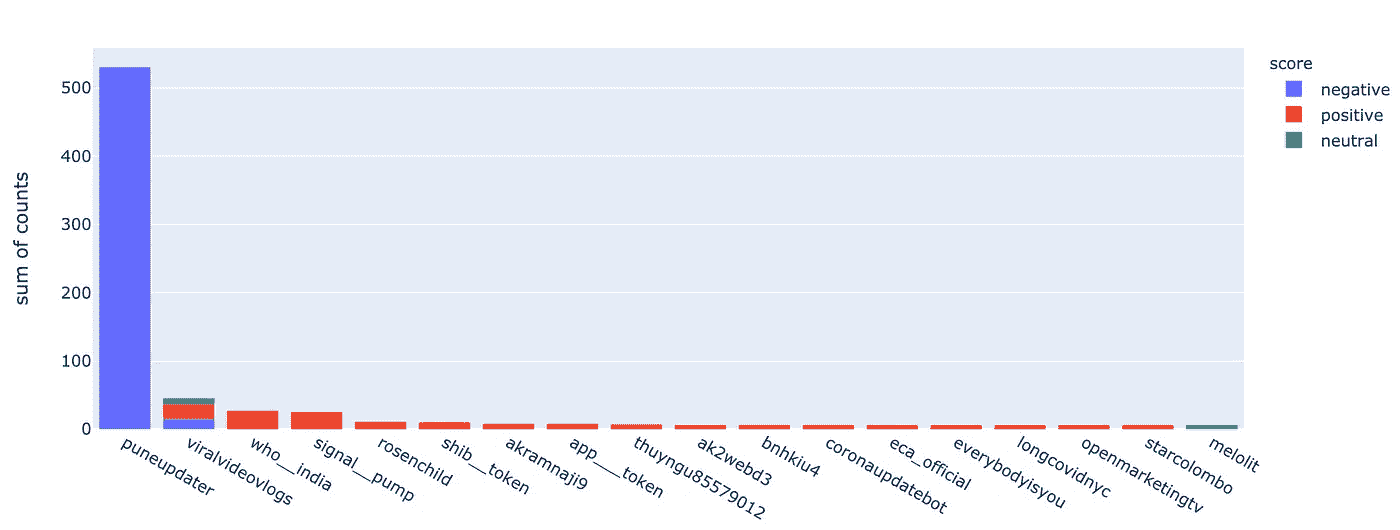 score
negative
positive
neutral
sum of counts
500
400
300
200
100
0
puneupdater
viralvideovlogs
who__india
signal__pump
rosenchild
shib__token
akramnaji9
app___token
thuyngu85579012
ak2webd3
bnhkiu4
coronaupdatebot
eca_official
everybodyisyou
longcovidnyc
openmarketingtv
starcolombo
melolit